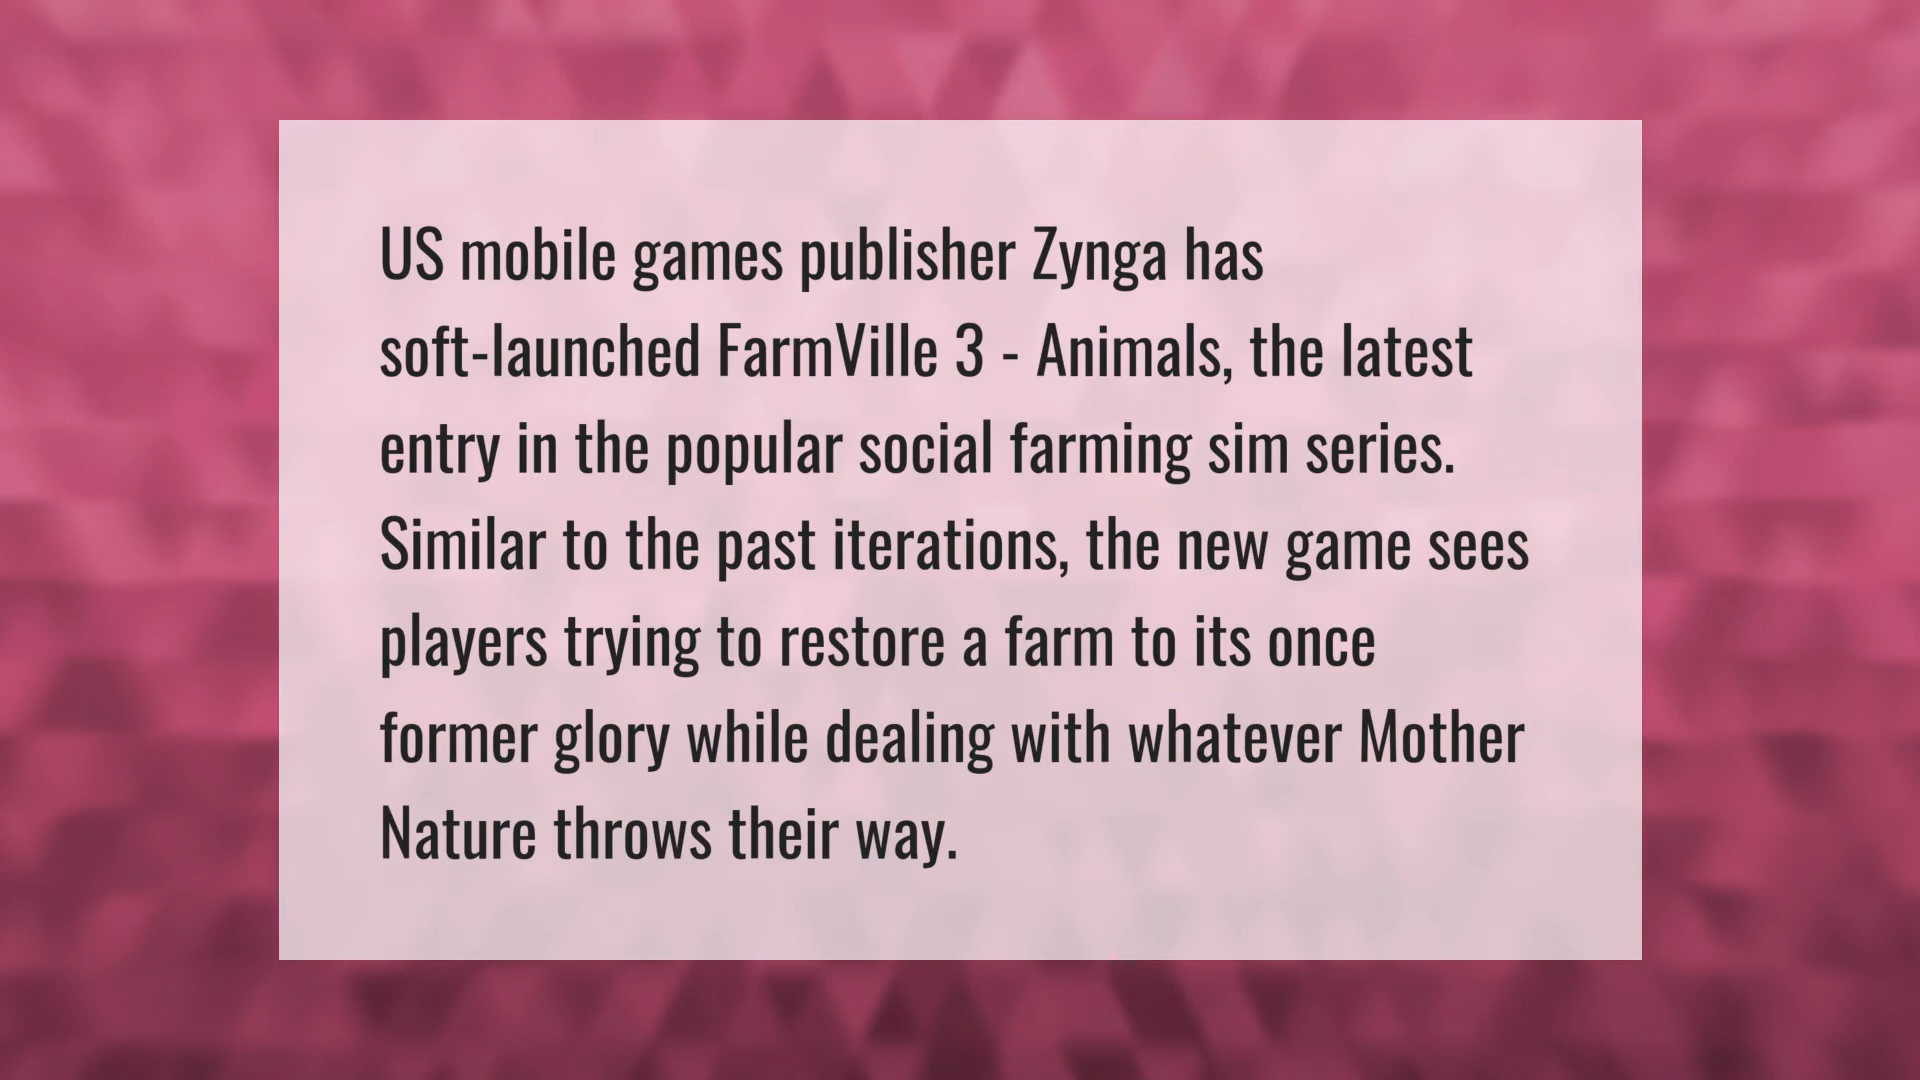 US mobile games publisher Zynga has
soft-launched FarmVille 3 - Animals, the latest
entry in the popular social farming sim series.
Similar to the past iterations, the new game sees
players trying to restore a farm to its once
former glory while dealing with whatever Mother
Nature throws their way.